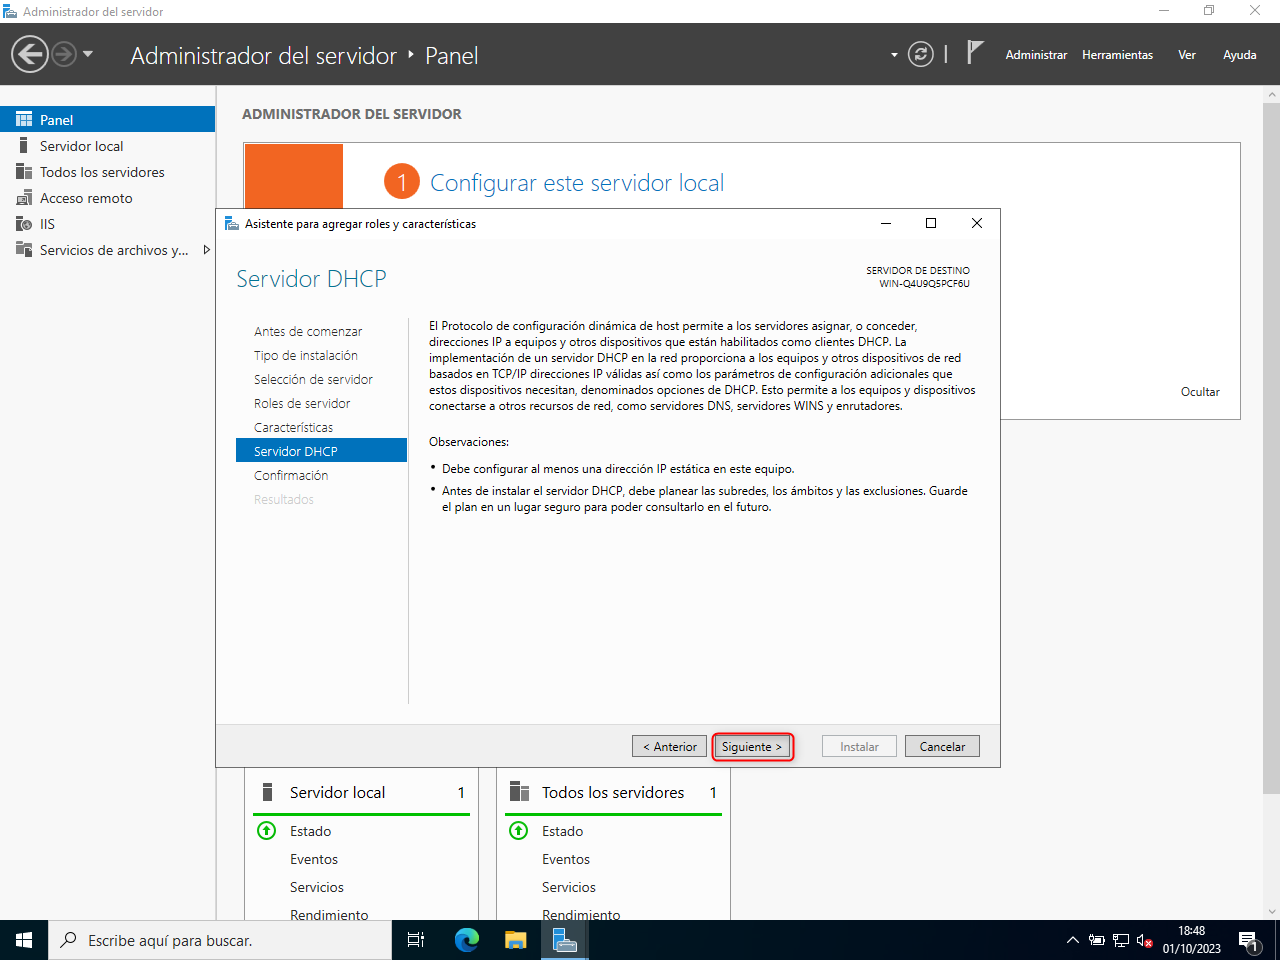 Administrador del servidor
Administrador del servidor ‣ Panel
Administrar
Herramientas
Ver
Ayuda
Panel
Servidor local
Todos los servidores
Acceso remoto
IIS
Servicios de archivos y...
ADMINISTRADOR DEL SERVIDOR
1
Configurar este servidor local
Ocultar
Asistente para agregar roles y características
Servidor DHCP
SERVIDOR DE DESTINO
WIN-Q4U9Q5PCF6U
Antes de comenzar
Tipo de instalación
Selección de servidor
Roles de servidor
Características
Servidor DHCP
Confirmación
Resultados
El Protocolo de configuración dinámica de host permite a los servidores asignar, o conceder,
direcciones IP a equipos y otros dispositivos que están habilitados como clientes DHCP. La
implementación de un servidor DHCP en la red proporciona a los equipos y otros dispositivos de red
basados en TCP/IP direcciones IP válidas así como los parámetros de configuración adicionales que
estos dispositivos necesitan, denominados opciones de DHCP. Esto permite a los equipos y dispositivos
conectarse a otros recursos de red, como servidores DNS, servidores WINS y enrutadores.
Observaciones:
• Debe configurar al menos una dirección IP estática en este equipo.
• Antes de instalar el servidor DHCP, debe planear las subredes, los ámbitos y las exclusiones. Guarde
el plan en un lugar seguro para poder consultarlo en el futuro.
< Anterior
Siguiente >
Instalar
Cancelar
Servidor local 1
Estado
Eventos
Servicios
Rendimiento
Todos los servidores 1
Estado
Eventos
Servicios
Rendimiento
Escribe aquí para buscar.
18:48
01/10/2023
1